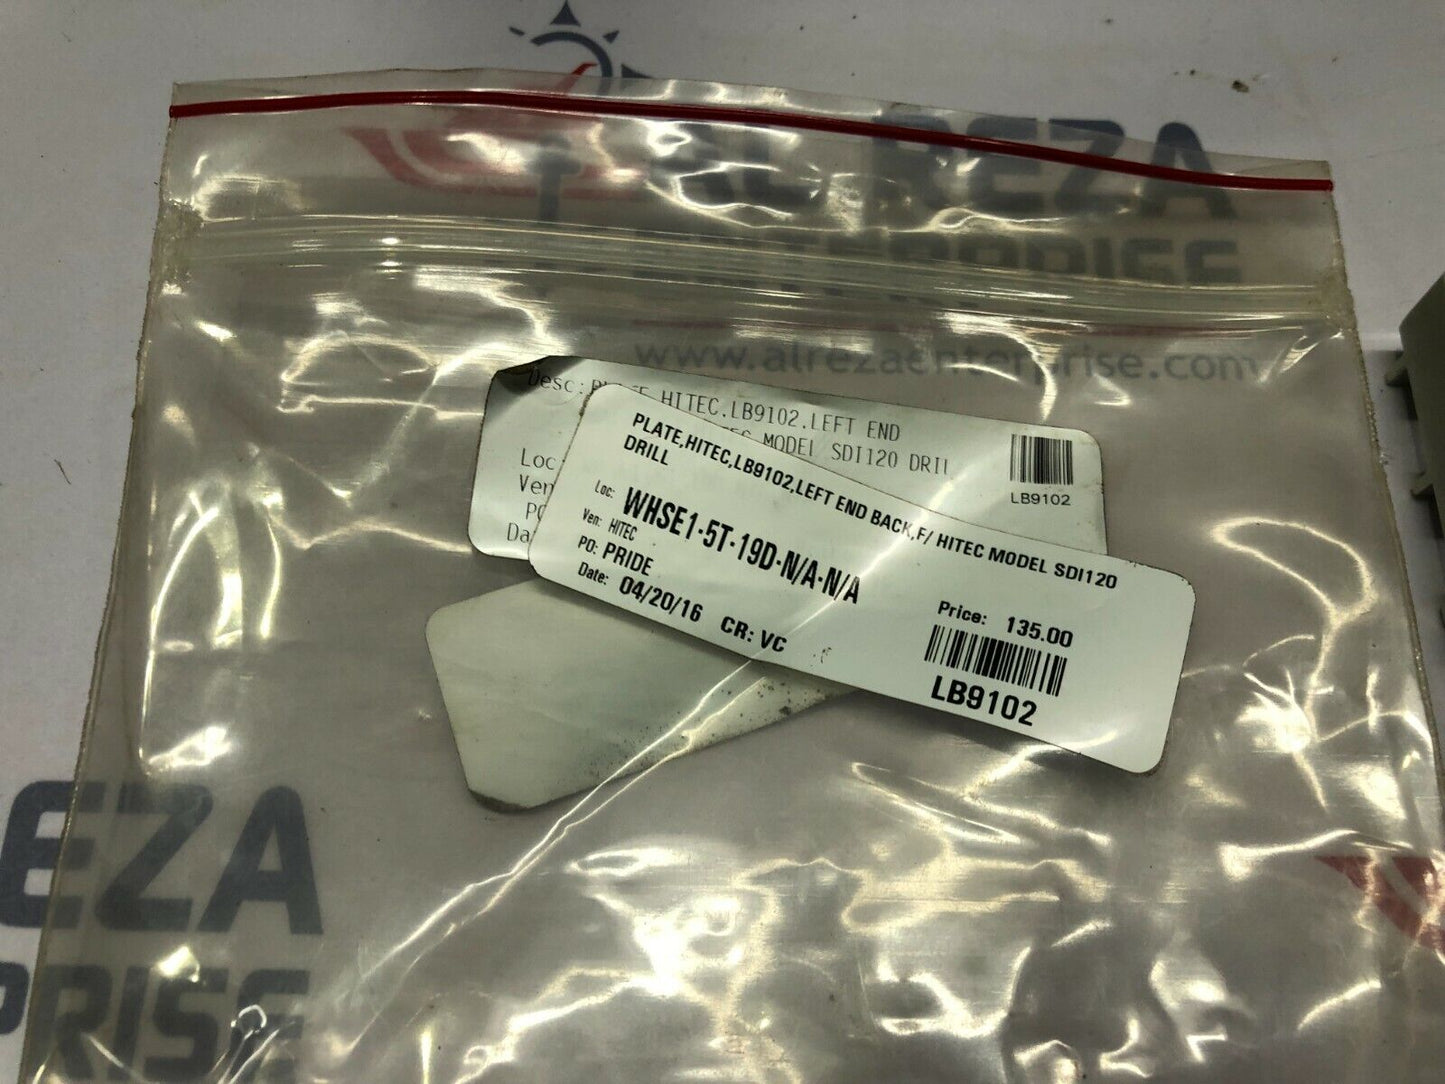 AL REZA
ENTERPRISE
www.alrezaenterprise.com
Desc: HITEC.LB9102.LEFT END
MODEL SDI120 DRIL
Loc
Ven
PO
Da
LB9102
PLATE,HITEC,LB9102,LEFT END BACK,F/ HITEC MODEL SDI120
DRILL
Loc: WHSE1-5T-19D-N/A-N/A
Ven: HITEC
PO: PRIDE
Date: 04/20/16 CR: VC
Price: 135.00
LB9102
EZA
PRISE